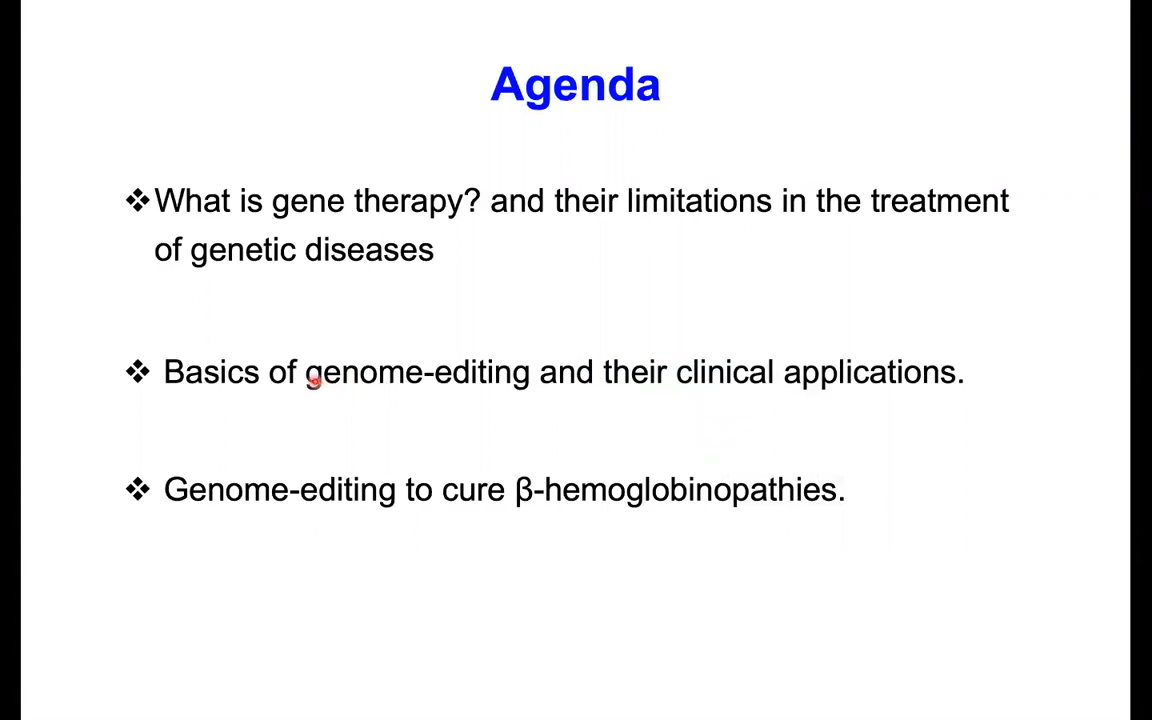 Agenda
❖What is gene therapy? and their limitations in the treatment
of genetic diseases
❖ Basics of genome-editing and their clinical applications.
❖ Genome-editing to cure β-hemoglobinopathies.